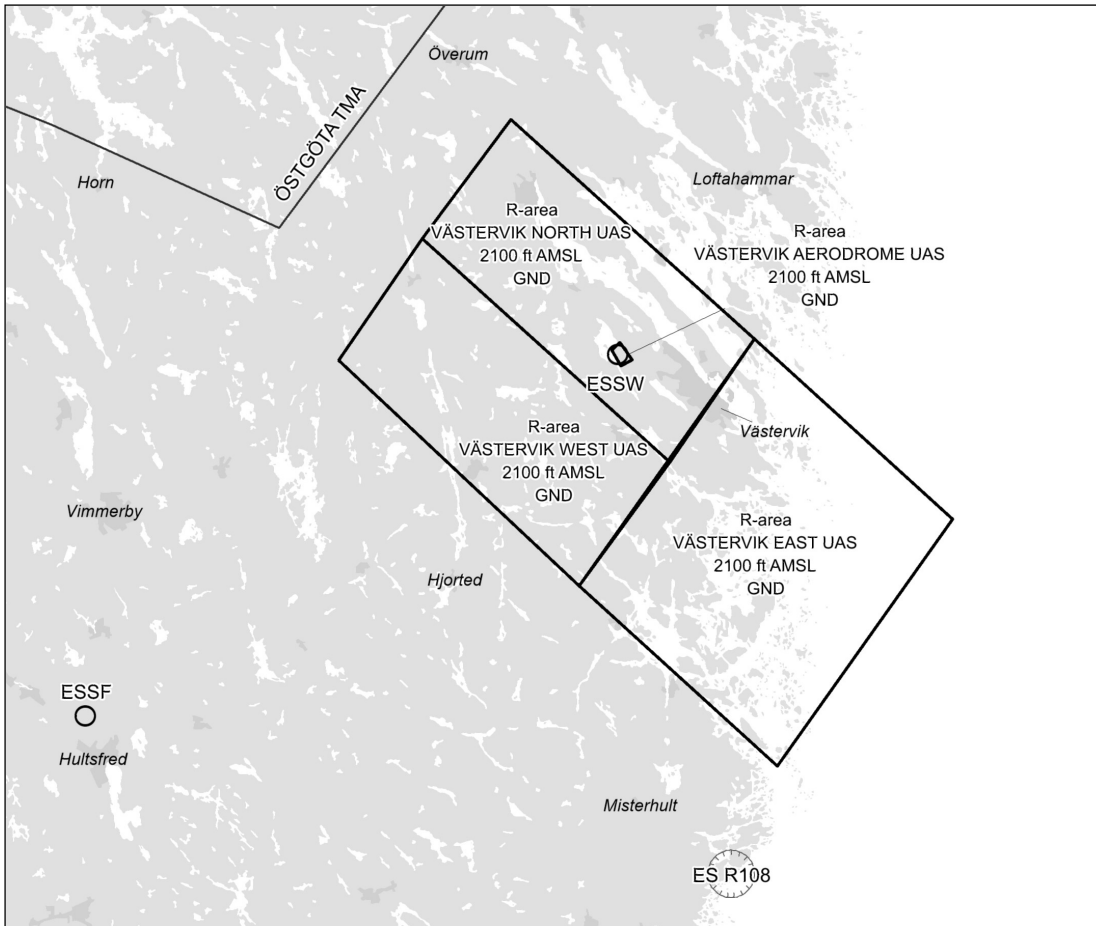 Överum
ÖSTGÖTA TMA
Horn
Loftahammar
R-area
VÄSTERVIK NORTH UAS
2100 ft AMSL
GND
R-area
VÄSTERVIK AERODROME UAS
2100 ft AMSL
GND
ESSW
R-area
VÄSTERVIK WEST UAS
2100 ft AMSL
GND
Västervik
Vimmerby
R-area
VÄSTERVIK EAST UAS
2100 ft AMSL
GND
Hjorted
ESSF
Hultsfred
Misterhult
ES R108